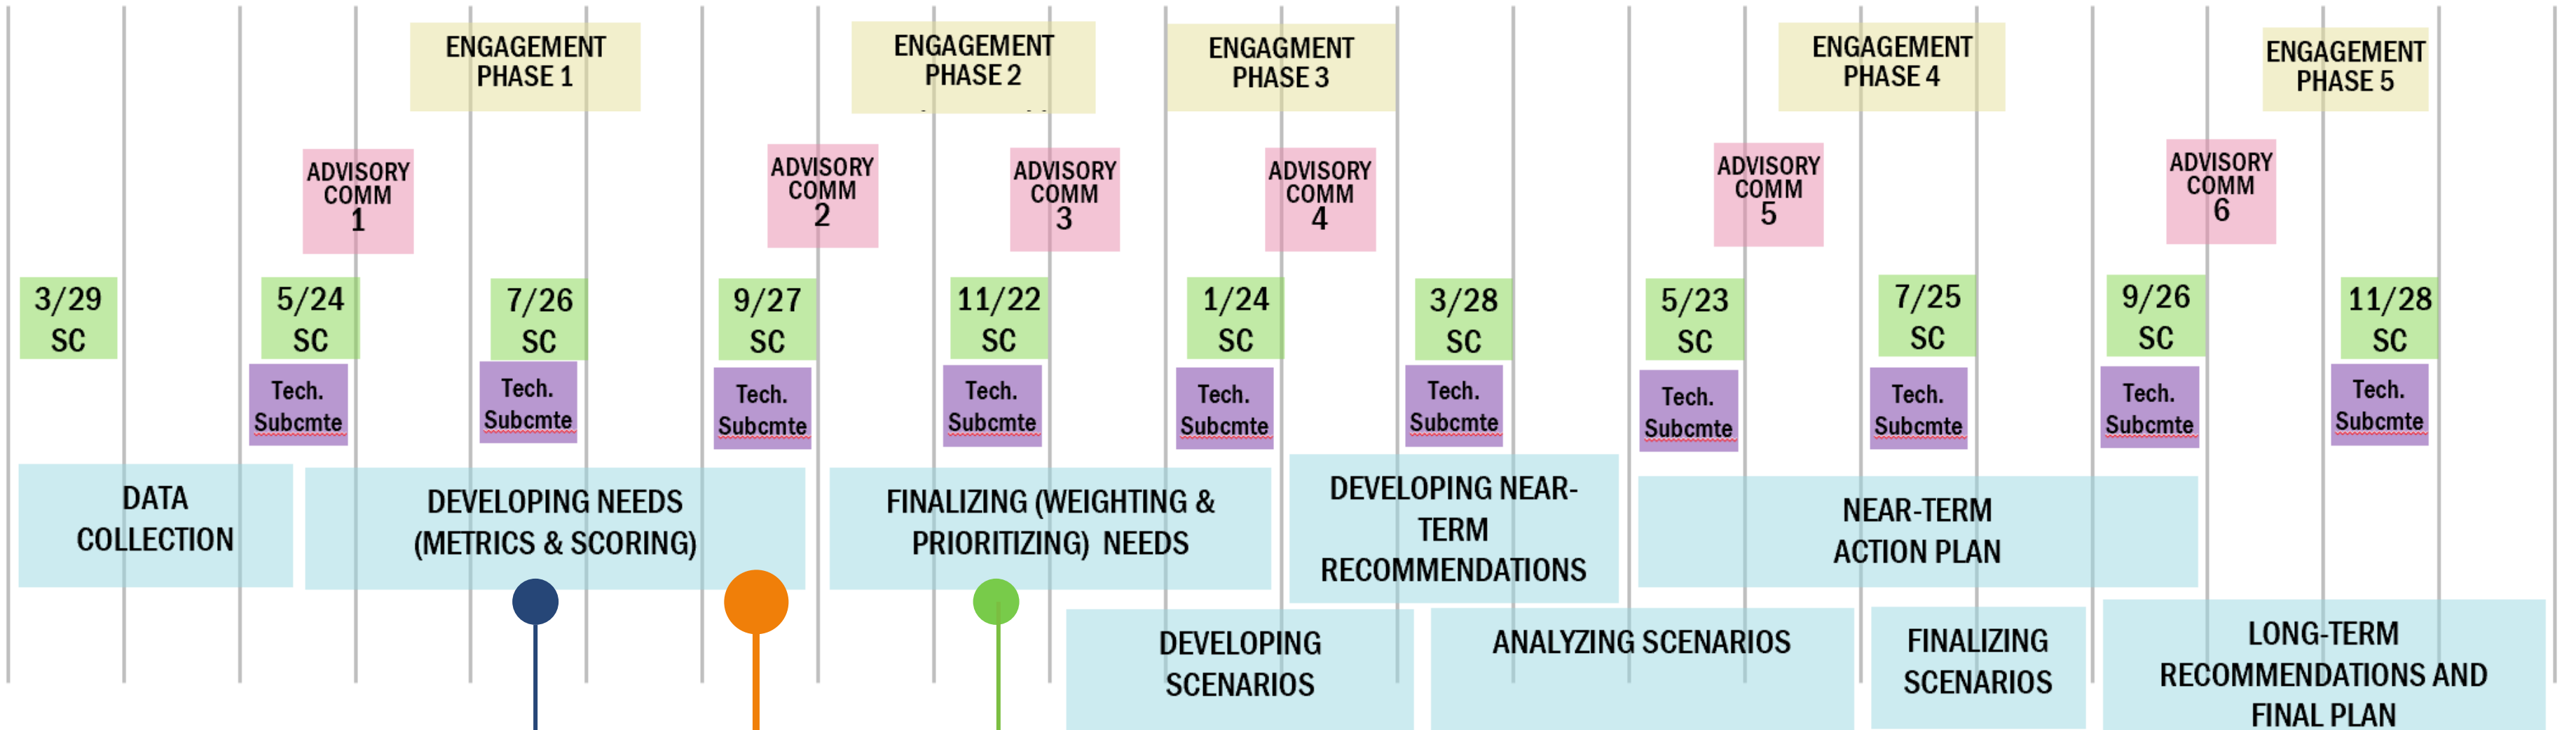 ENGAGEMENT
PHASE 1
ENGAGEMENT
PHASE 2
ENGAGMENT
PHASE 3
ENGAGEMENT
PHASE 4
ENGAGEMENT
PHASE 5
ADVISORY
COMM
1
ADVISORY
COMM
2
ADVISORY
COMM
3
ADVISORY
COMM
4
ADVISORY
COMM
5
ADVISORY
COMM
6
3/29
SC
5/24
SC
7/26
SC
9/27
SC
11/22
SC
1/24
SC
3/28
SC
5/23
SC
7/25
SC
9/26
SC
11/28
SC
Tech.
Subcmte
Tech.
Subcmte
Tech.
Subcmte
Tech.
Subcmte
Tech.
Subcmte
Tech.
Subcmte
Tech.
Subcmte
Tech.
Subcmte
Tech.
Subcmte
Tech.
Subcmte
DATA
COLLECTION
DEVELOPING NEEDS
(METRICS & SCORING)
FINALIZING (WEIGHTING &
PRIORITIZING) NEEDS
DEVELOPING NEAR-
TERM
RECOMMENDATIONS
NEAR-TERM
ACTION PLAN
DEVELOPING
SCENARIOS
ANALYZING SCENARIOS
FINALIZING
SCENARIOS
LONG-TERM
RECOMMENDATIONS AND
FINAL PLAN